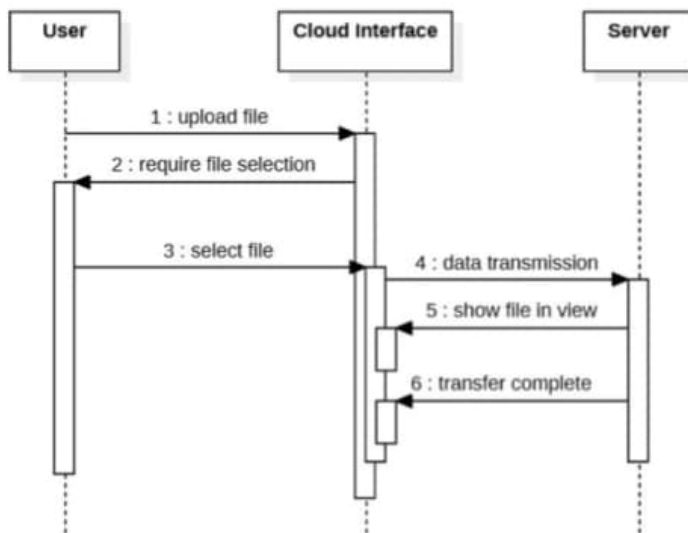 User
Cloud Interface
Server
1 : upload file
2 : require file selection
3 : select file
4 : data transmission
5 : show file in view
6 : transfer complete